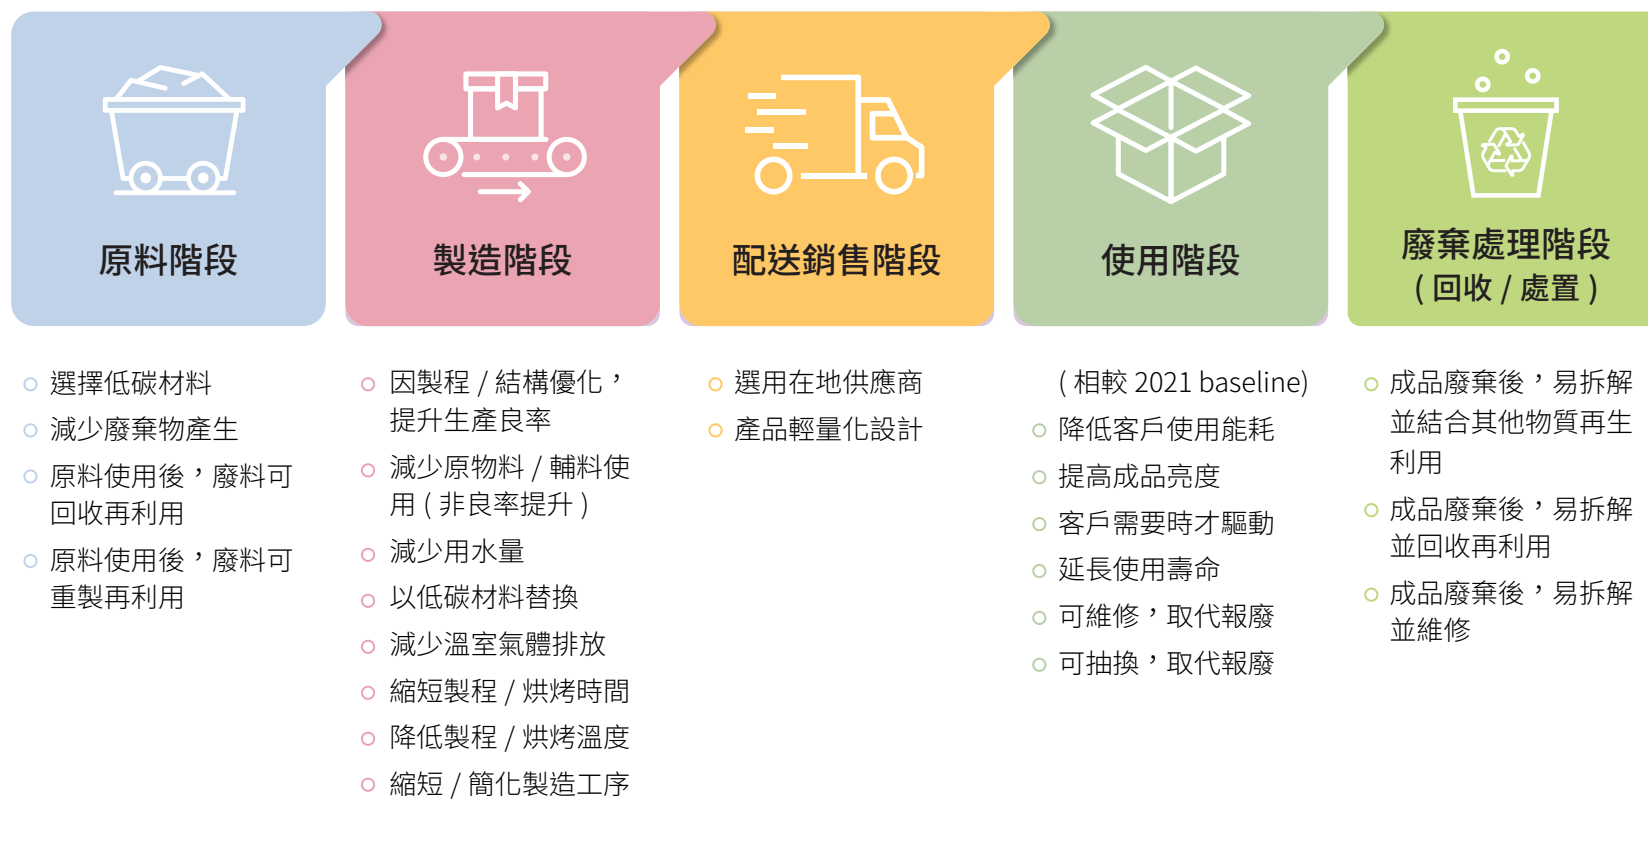 原料階段
選擇低碳材料
減少廢棄物產生
原料使用後，廢料可
回收再利用
原料使用後，廢料可
重製再利用
製造階段
因製程 / 結構優化，
提升生產良率
減少原物料 / 輔料使
用 ( 非良率提升 )
減少用水量
以低碳材料替換
減少溫室氣體排放
縮短製程 / 烘烤時間
降低製程 / 烘烤溫度
縮短 / 簡化製造工序
配送銷售階段
選用在地供應商
產品輕量化設計
使用階段
( 相較 2021 baseline)
降低客戶使用能耗
提高成品亮度
客戶需要時才驅動
延長使用壽命
可維修，取代報廢
可抽換，取代報廢
廢棄處理階段
( 回收 / 處置 )
成品廢棄後，易拆解
並結合其他物質再生
利用
成品廢棄後，易拆解
並回收再利用
成品廢棄後，易拆解
並維修